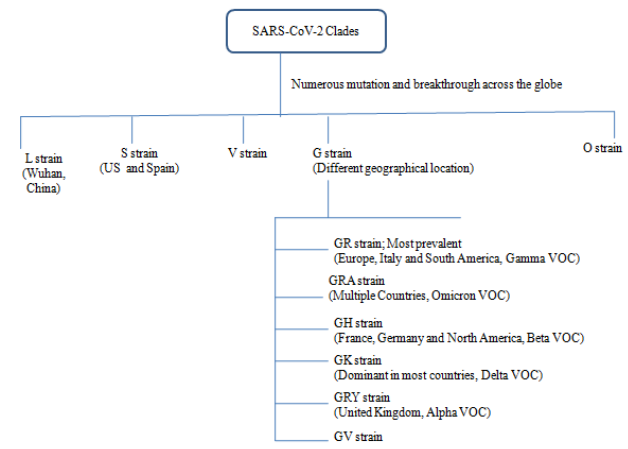 SARS-CoV-2 Clades
Numerous mutation and breakthrough across the globe
L strain
(Wuhan,
China)
S strain
(US and Spain)
V strain
G strain
(Different geographical location)
O strain
GR strain; Most prevalent
(Europe, Italy and South America, Gamma VOC)
GRA strain
(Multiple Countries, Omicron VOC)
GH strain
(France, Germany and North America, Beta VOC)
GK strain
(Dominant in most countries, Delta VOC)
GRY strain
(United Kingdom, Alpha VOC)
GV strain